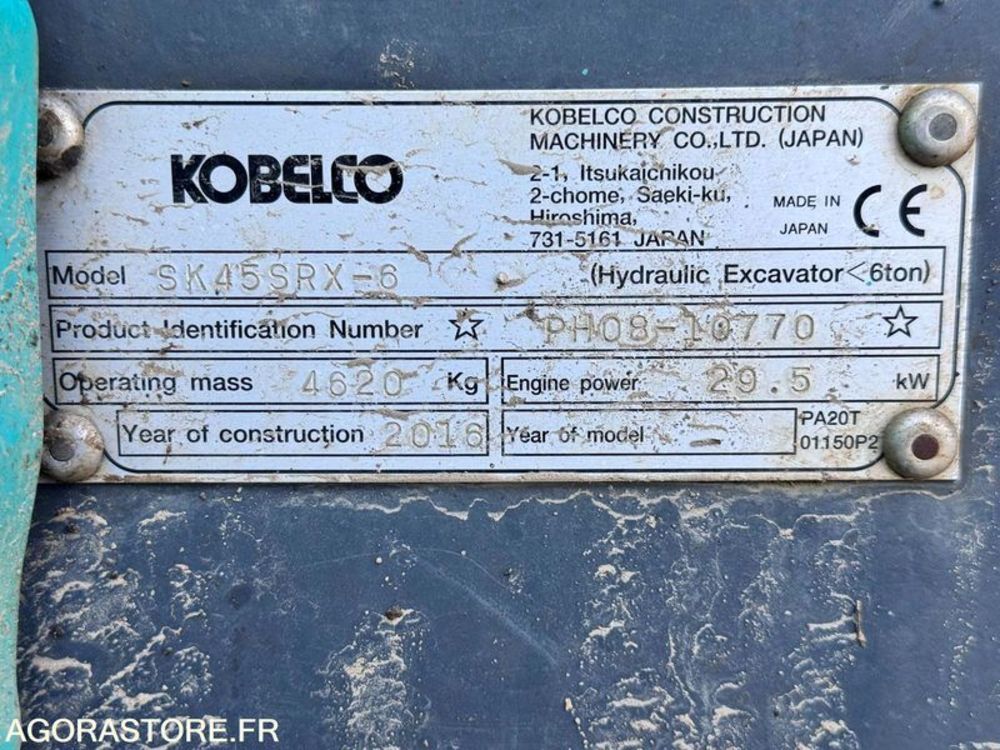 KOBELCO
KOBELCO CONSTRUCTION
MACHINERY CO.,LTD. (JAPAN)
2-1, Itsukaichikou
2-chome, Saeki-ku,
Hiroshima,
731-5161 JAPAN
MADE IN
JAPAN
CE
Model SK45SRX-6 (Hydraulic Excavator<6ton)
Product Identification Number ☆ PH08-10770 ☆
Operating mass 4620 Kg Engine power 29.5 kW
Year of construction 2016 Year of model –
PA20T
01150P2
AGORASTORE.FR